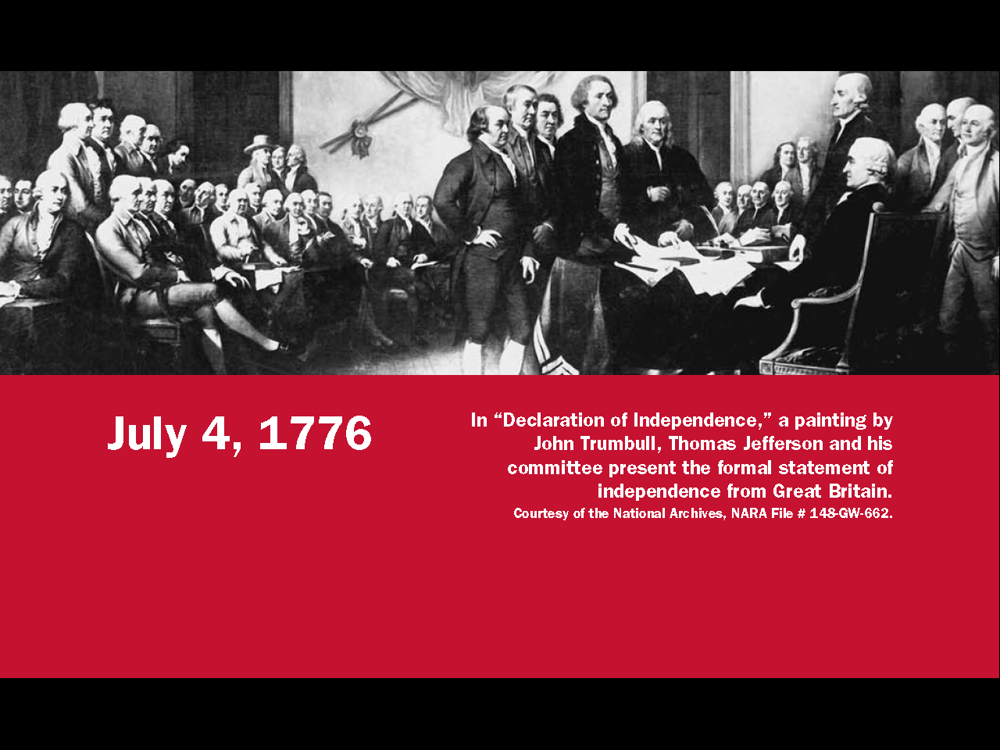 July 4, 1776
In “Declaration of Independence,” a painting by
John Trumbull, Thomas Jefferson and his
committee present the formal statement of
independence from Great Britain.
Courtesy of the National Archives, NARA File # 148-GW-662.